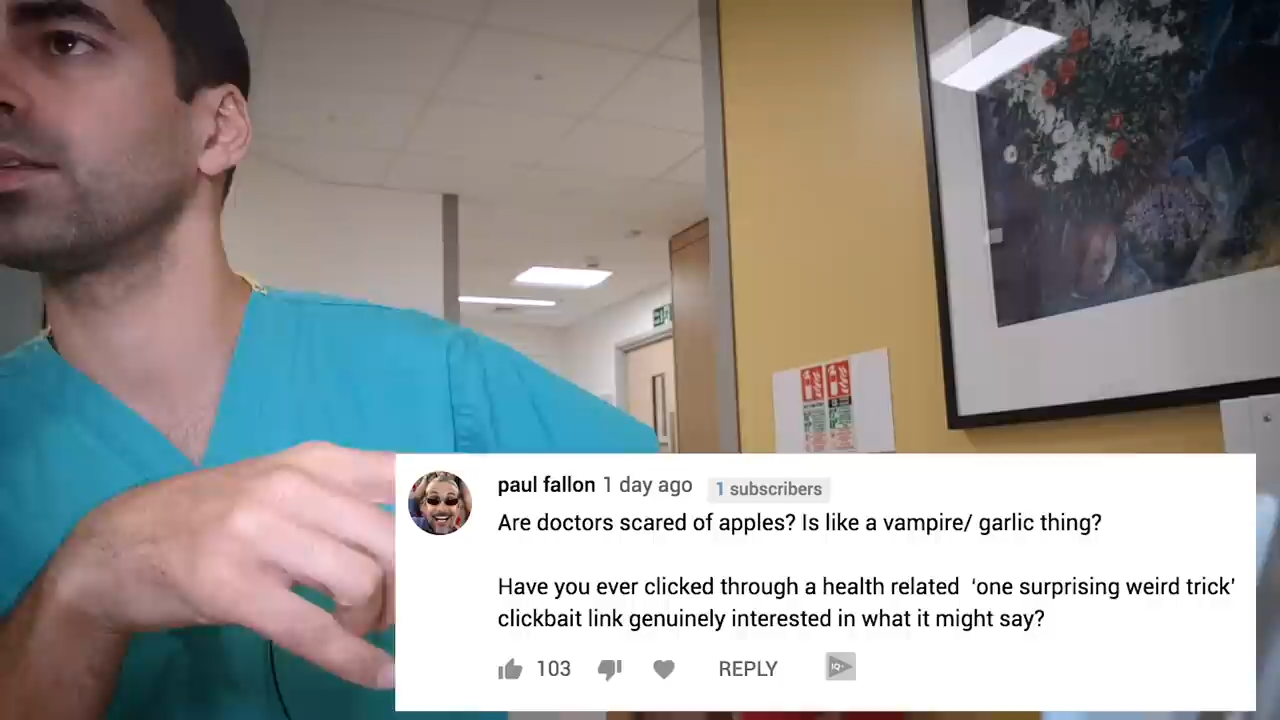 paul fallon 1 day ago 1 subscribers
Are doctors scared of apples? Is like a vampire/ garlic thing?
Have you ever clicked through a health related 'one surprising weird trick'
clickbait link genuinely interested in what it might say?
103 REPLY IQ